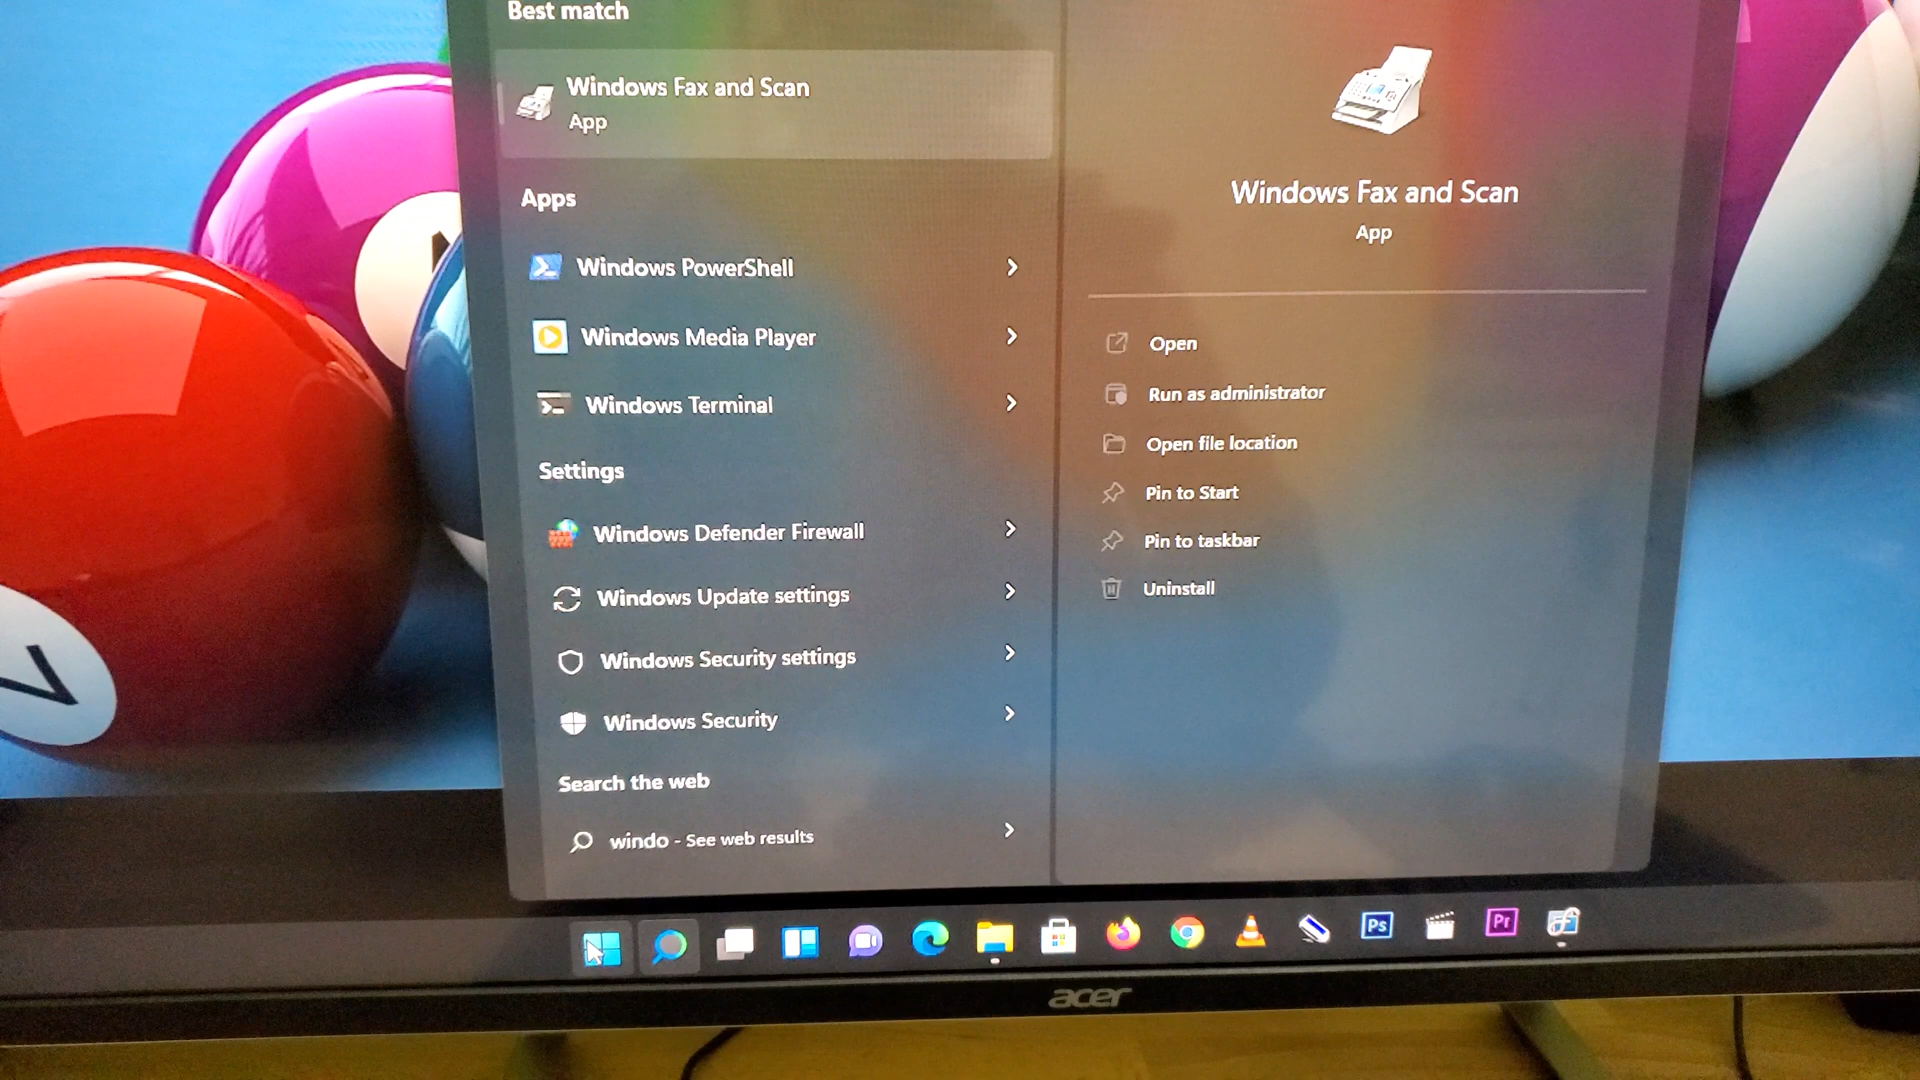 Best match
Windows Fax and Scan
App
Apps
Windows PowerShell
Windows Media Player
Windows Terminal
Settings
Windows Defender Firewall
Windows Update settings
Windows Security settings
Windows Security
Search the web
windo - See web results
Windows Fax and Scan
App
Open
Run as administrator
Open file location
Pin to Start
Pin to taskbar
Uninstall
7
Ps
Pr
acer